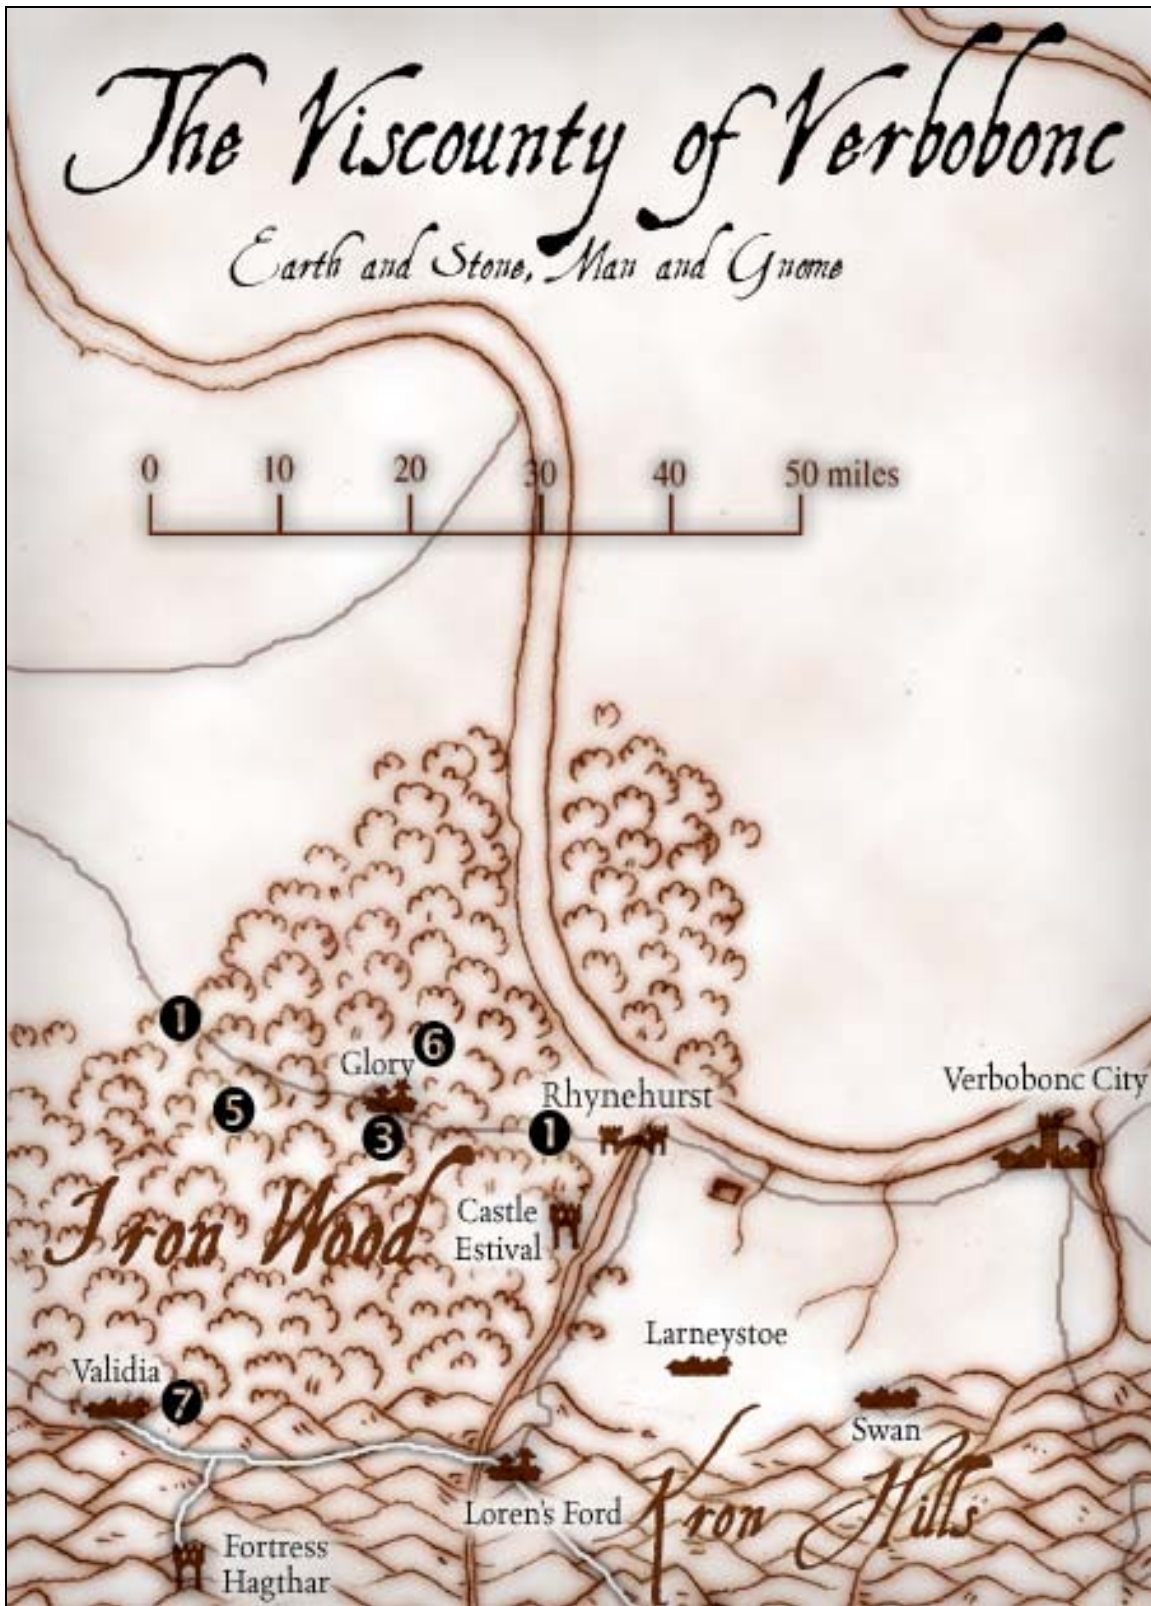 The Viscounty of Verbobonc
Earth and Stone, Man and Gnome
0 10 20 30 40 50 miles
1
6
Glory
Rhynehurst
Verbobonc City
5
3
1
Iron Wood
Castle
Estival
Larneystoe
Validia
7
Swan
Kron Hills
Loren's Ford
Fortress
Hagthar